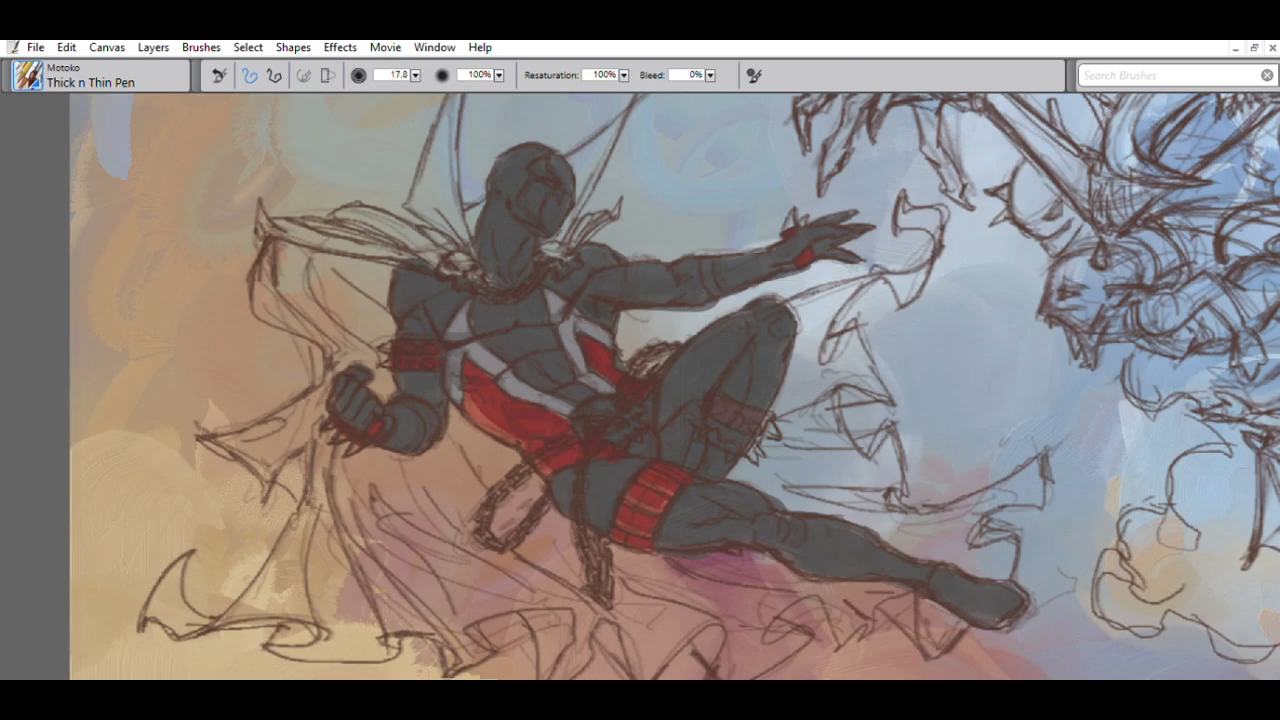 File Edit Canvas Layers Brushes Select Shapes Effects Movie Window Help
Motoko
Thick n Thin Pen
17,8 100% Resaturation: 100% Bleed: 0% Search Brushes